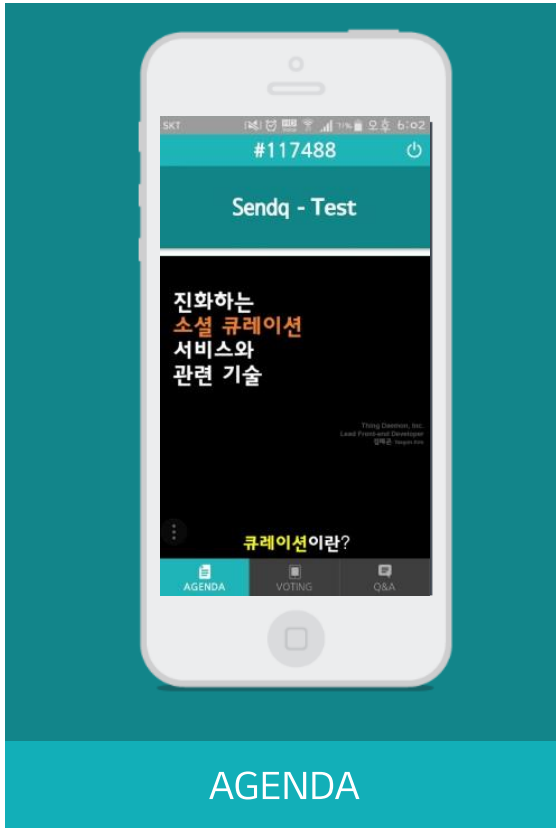 SKT 71% 오후 6:02
#117488
Sendq - Test
진화하는
소셜 큐레이션
서비스와
관련 기술
Thing Daemon, Inc.
Lead Front-end Developer
큐레이션이란?
AGENDA VOTING Q&A
AGENDA